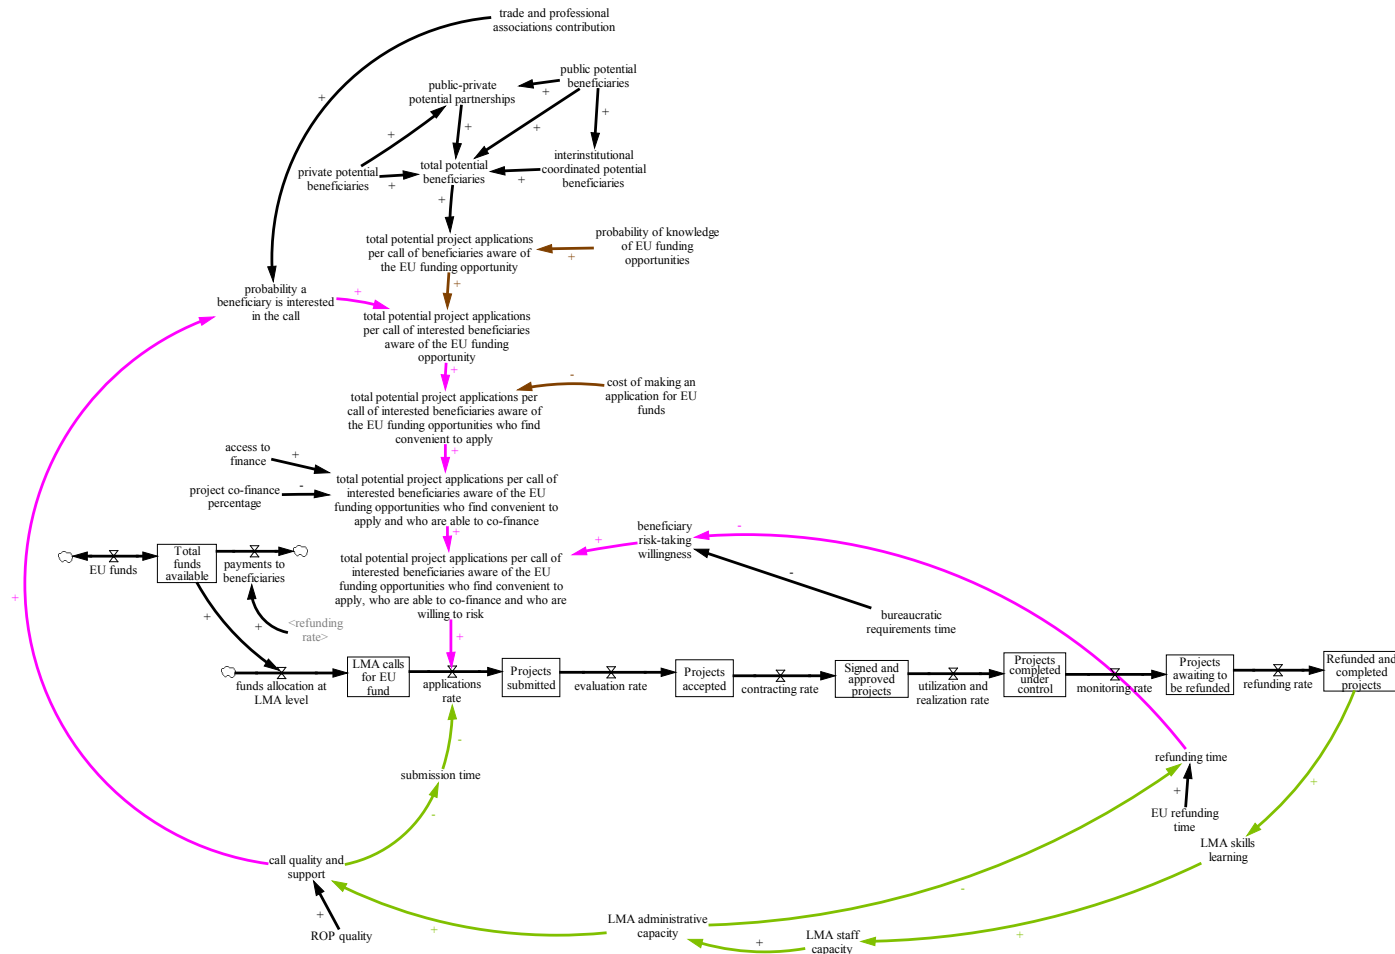 trade and professional
associations contribution
+
public potential
beneficiaries
public-private
potential partnerships
+
+
+
+
+
private potential
beneficiaries
+
total potential
beneficiaries
+
interinstitutional
coordinated potential
beneficiaries
+
total potential project applications
per call of beneficiaries aware of
the EU funding opportunity
+
probability of knowledge
of EU funding
opportunities
+
probability a
beneficiary is interested
in the call
+
total potential project applications
per call of interested beneficiaries
aware of the EU funding
opportunity
+
total potential project applications per
call of interested beneficiaries aware of
the EU funding opportunities who find
convenient to apply
-
cost of making an
application for EU
funds
+
access to
finance
+
project co-finance
percentage
-
total potential project applications per call of
interested beneficiaries aware of the EU
funding opportunities who find convenient to
apply and who are able to co-finance
+
total potential project applications per call of
interested beneficiaries aware of the EU
funding opportunities who find convenient to
apply, who are able to co-finance and who are
willing to risk
+
beneficiary
risk-taking
willingness
-
-
bureaucratic
requirements time
EU funds
Total
funds
available
payments to
beneficiaries
+
+
<refunding
rate>
+
+
funds allocation at
LMA level
LMA calls
for EU
fund
applications
rate
Projects
submitted
evaluation rate
Projects
accepted
contracting rate
Signed and
approved
projects
utilization and
realization rate
Projects
completed
under
control
monitoring rate
Projects
awaiting to
be refunded
refunding rate
Refunded and
completed
projects
-
submission time
-
refunding time
+
EU refunding
time
+
LMA skills
learning
call quality and
support
+
ROP quality
+
LMA administrative
capacity
-
+
LMA staff
capacity
+